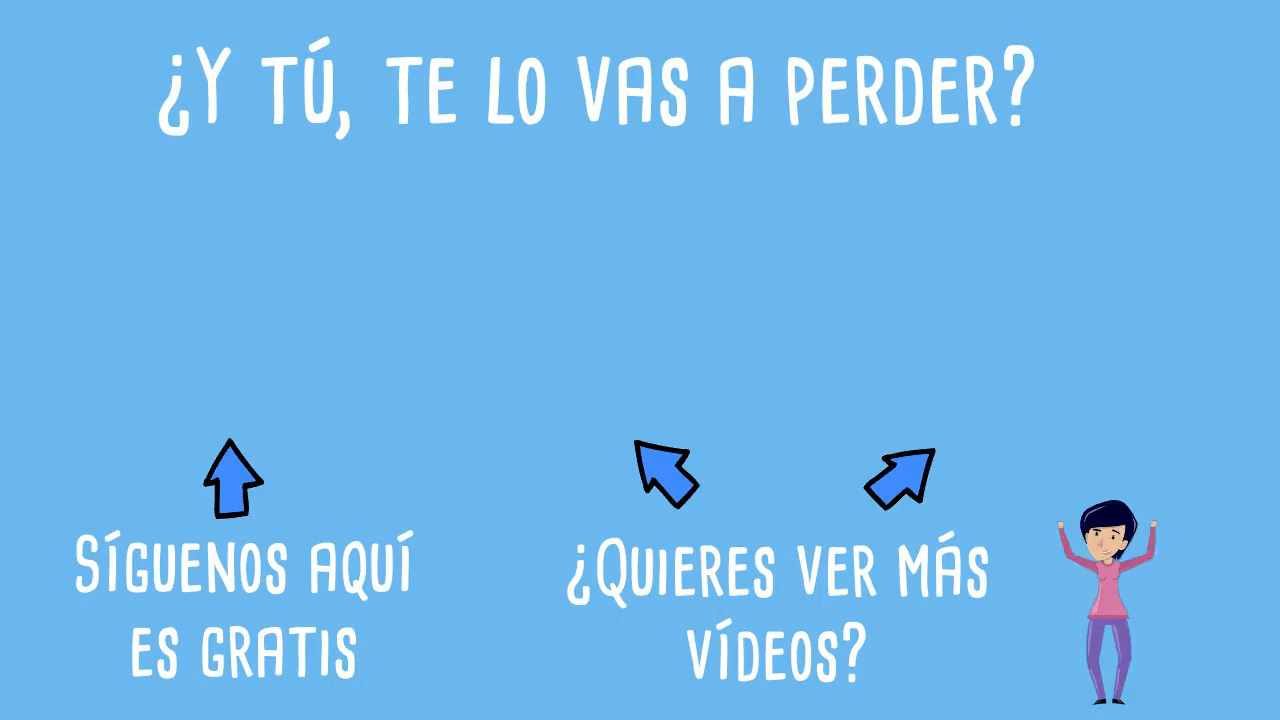 ¿Y TÚ, TE LO VAS A PERDER?
SÍGUENOS AQUÍ
ES GRATIS
¿QUIERES VER MÁS
VÍDEOS?